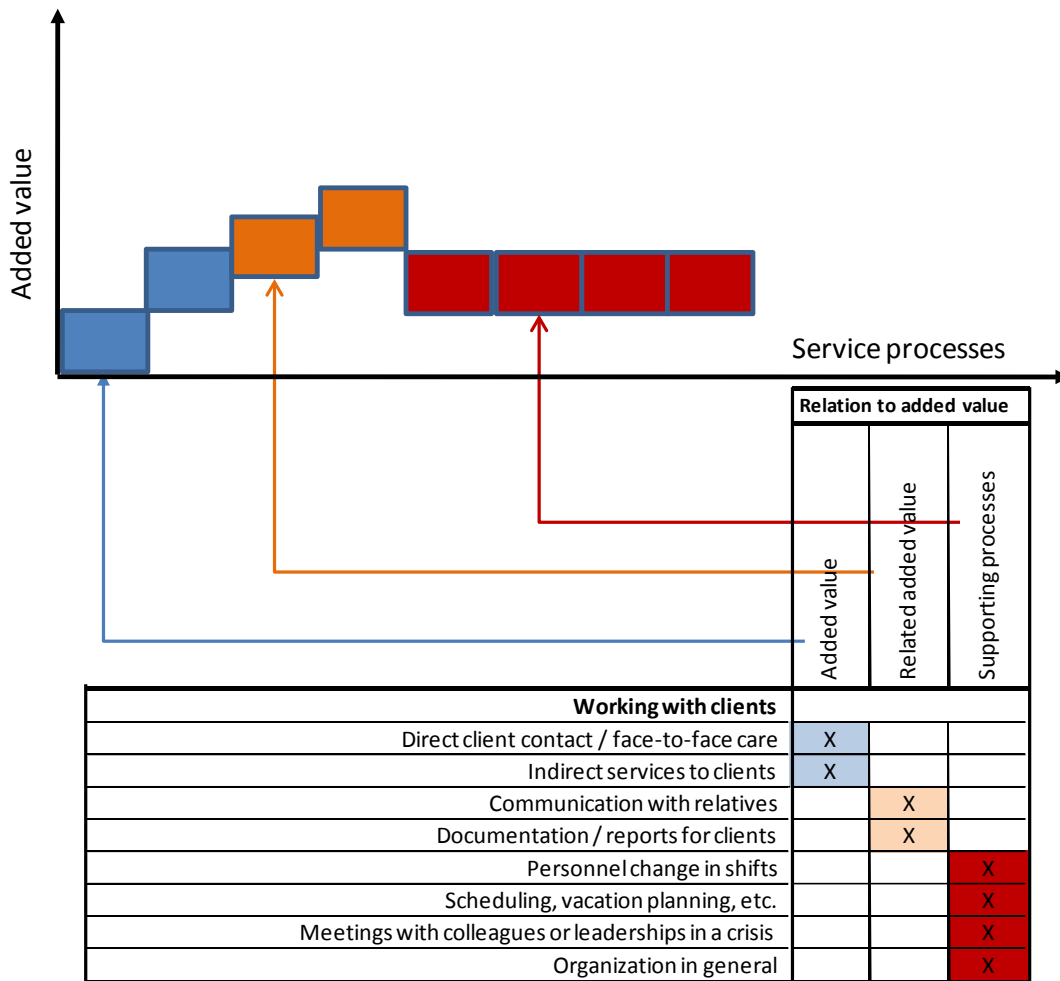 Added value
Service processes
Relation to added value
Added value
Related added value
Supporting processes
Working with clients
Direct client contact / face-to-face care X
Indirect services to clients X
Communication with relatives X
Documentation / reports for clients X
Personnel change in shifts X
Scheduling, vacation planning, etc. X
Meetings with colleagues or leaderships in a crisis X
Organization in general X